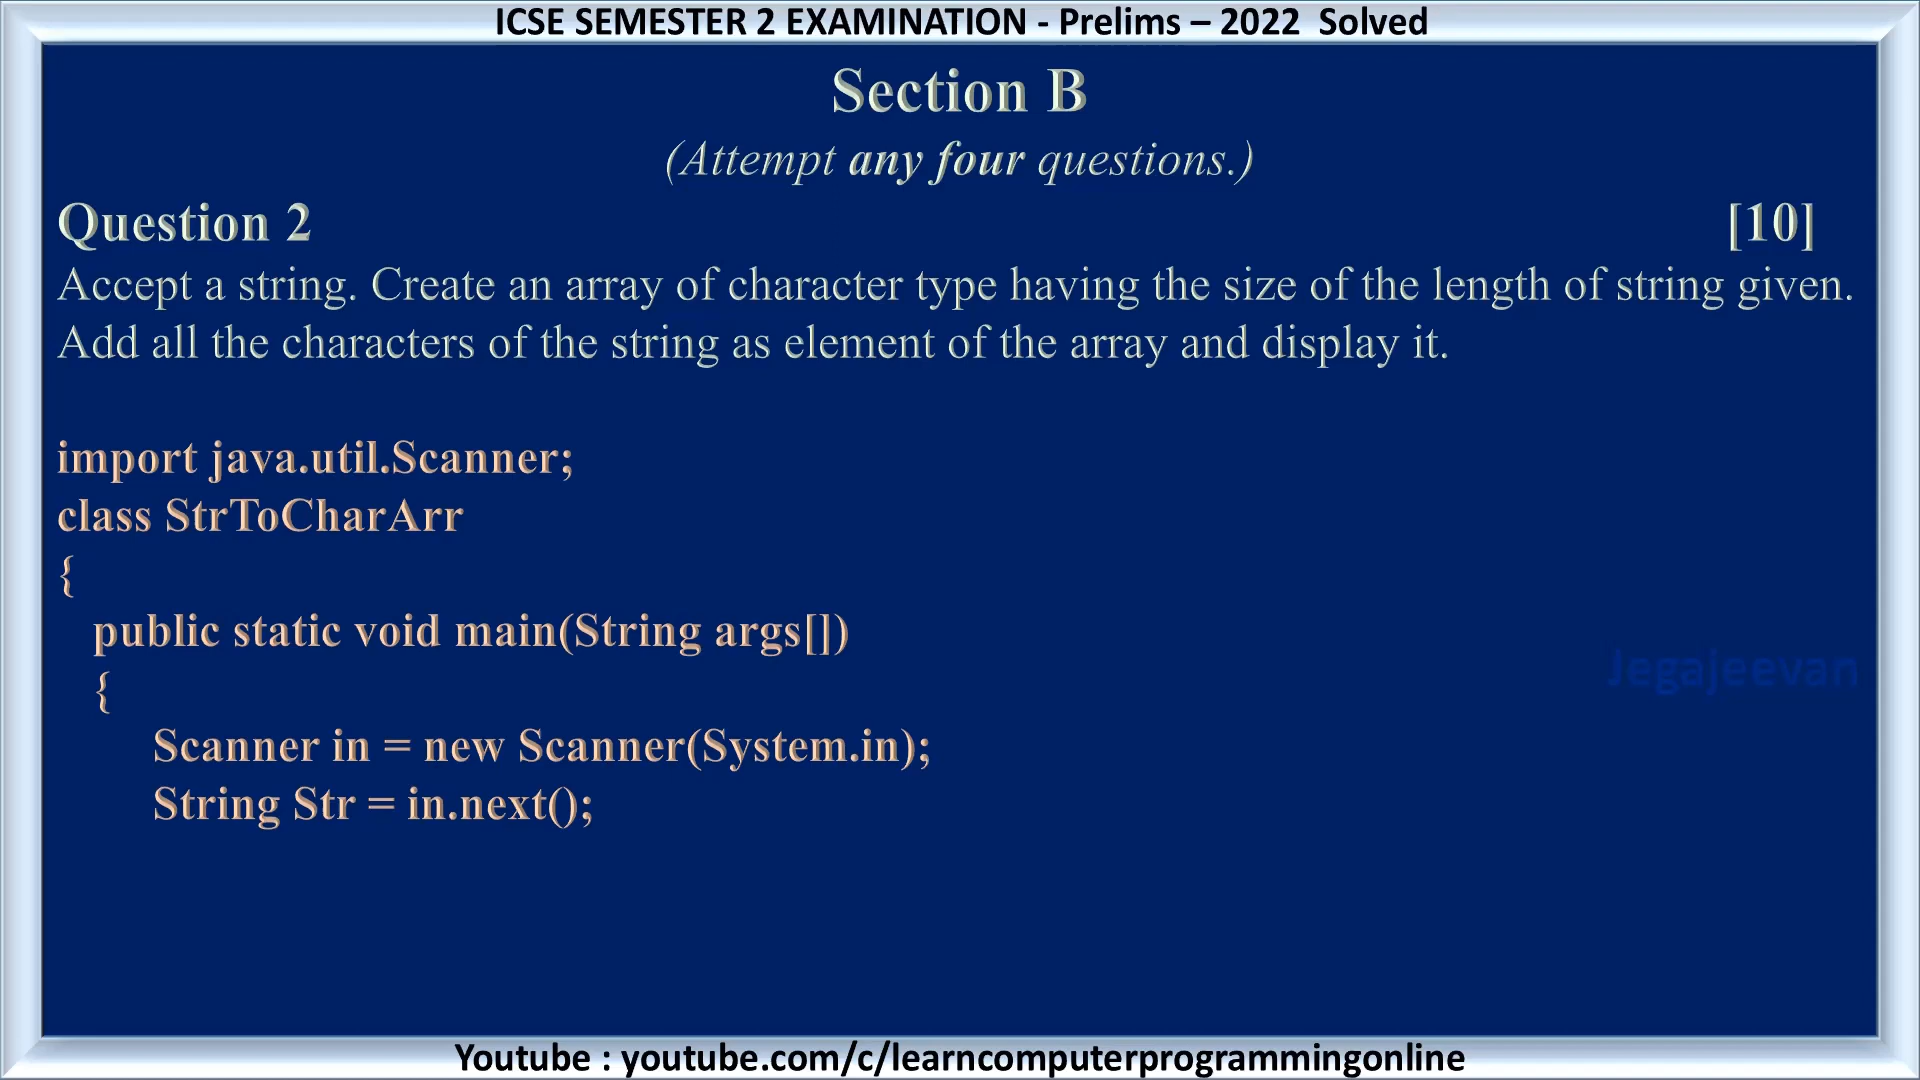 ICSE SEMESTER 2 EXAMINATION - Prelims – 2022 Solved
Section B
(Attempt any four questions.)
Question 2 [10]
Accept a string. Create an array of character type having the size of the length of string given.
Add all the characters of the string as element of the array and display it.
import java.util.Scanner;
class StrToCharArr
{
public static void main(String args[])
{
Jegajeevan
Scanner in = new Scanner(System.in);
String Str = in.next();
Youtube : youtube.com/c/learncomputerprogrammingonline